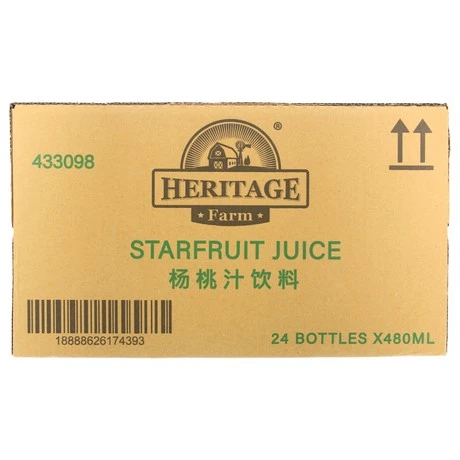 ®
433098
HERITAGE
★ Farm ★
STARFRUIT JUICE
杨桃汁饮料
18888626174393
24 BOTTLES X480ML